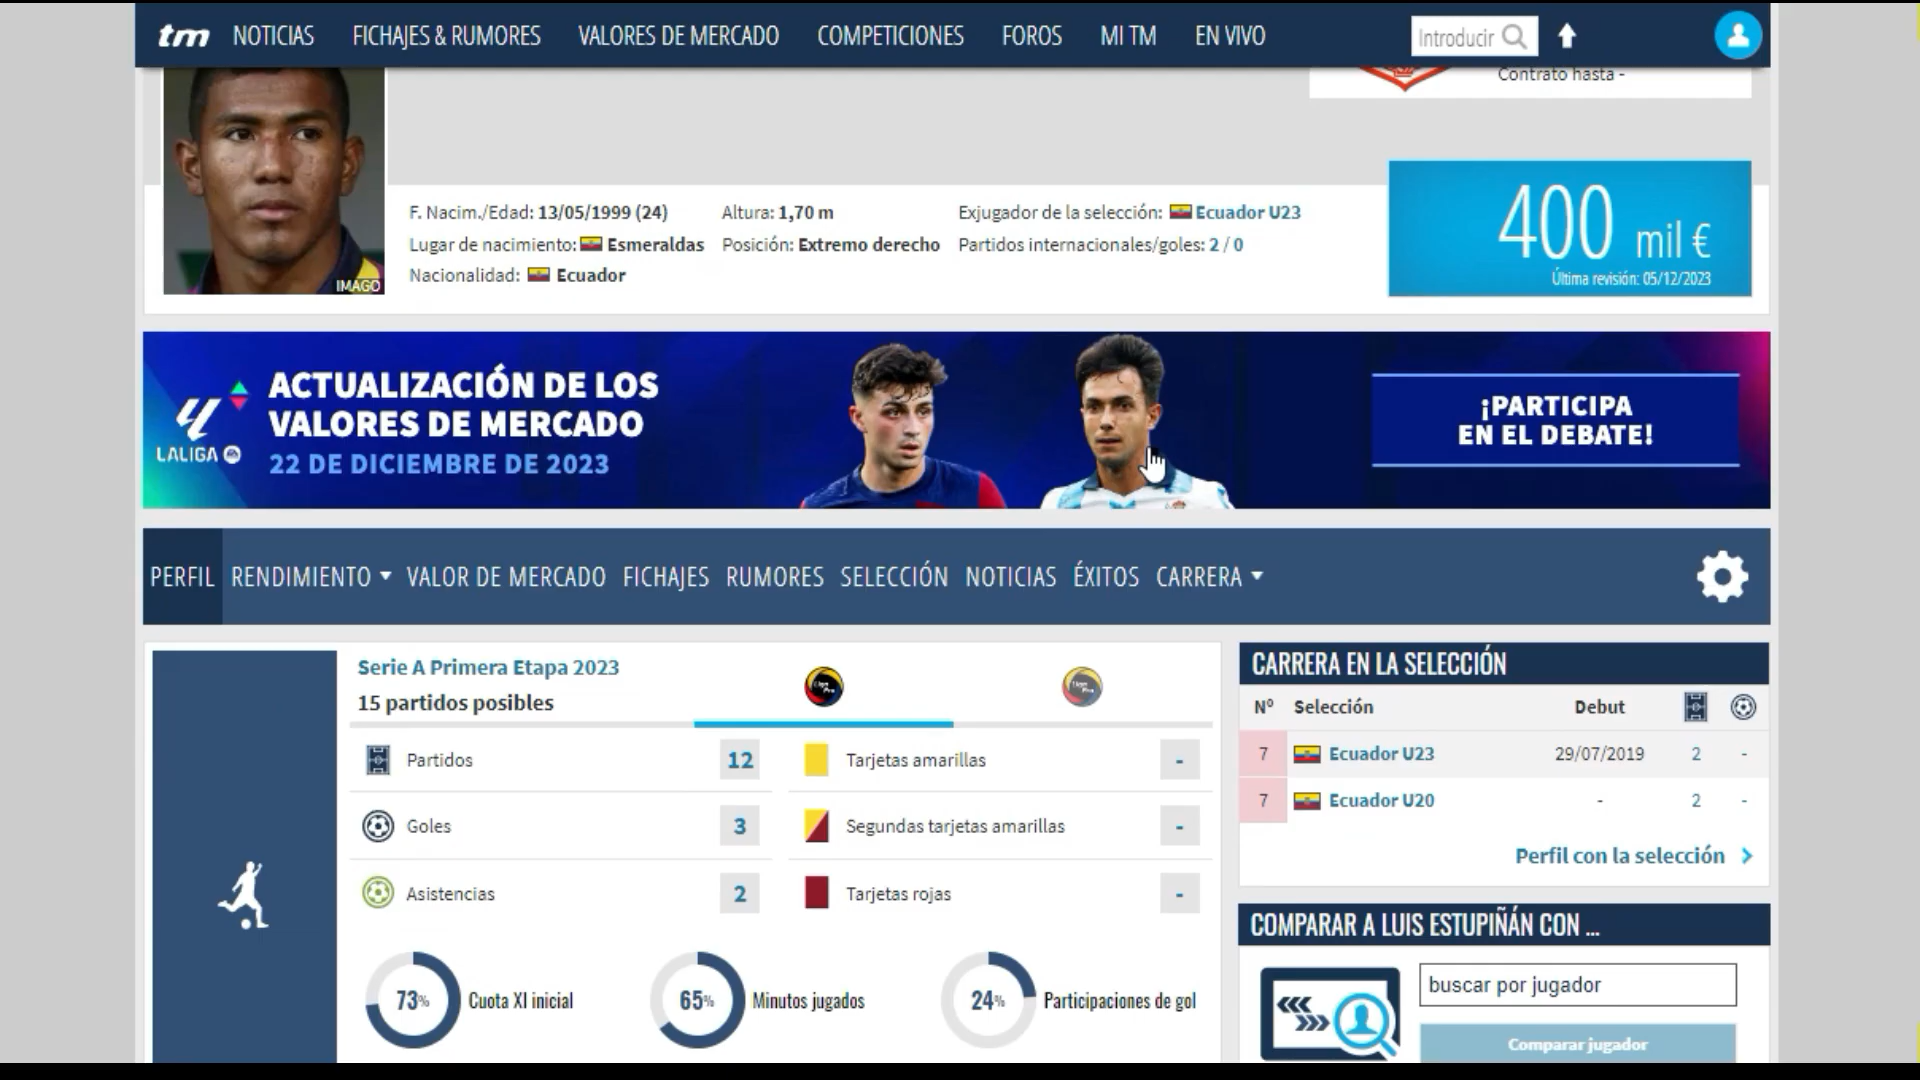 tm NOTICIAS FICHAJES & RUMORES VALORES DE MERCADO COMPETICIONES FOROS MI TM EN VIVO Introducir
Contrato hasta -
IMAGO
F. Nacim./Edad: 13/05/1999 (24) Altura: 1,70 m Exjugador de la selección: Ecuador U23
Lugar de nacimiento: Esmeraldas Posición: Extremo derecho Partidos internacionales/goles: 2 / 0
Nacionalidad: Ecuador
400 mil €
Última revisión: 05/12/2023
LALIGA
ACTUALIZACIÓN DE LOS
VALORES DE MERCADO
22 DE DICIEMBRE DE 2023
¡PARTICIPA
EN EL DEBATE!
PERFIL RENDIMIENTO VALOR DE MERCADO FICHAJES RUMORES SELECCIÓN NOTICIAS ÉXITOS CARRERA
Serie A Primera Etapa 2023
15 partidos posibles
Partidos 12 Tarjetas amarillas -
Goles 3 Segundas tarjetas amarillas -
Asistencias 2 Tarjetas rojas -
73% Cuota XI inicial 65% Minutos jugados 24% Participaciones de gol
CARRERA EN LA SELECCIÓN
Nº Selección Debut
7 Ecuador U23 29/07/2019 2 -
7 Ecuador U20 - 2 -
Perfil con la selección
COMPARAR A LUIS ESTUPIÑÁN CON ...
buscar por jugador
Comparar jugador